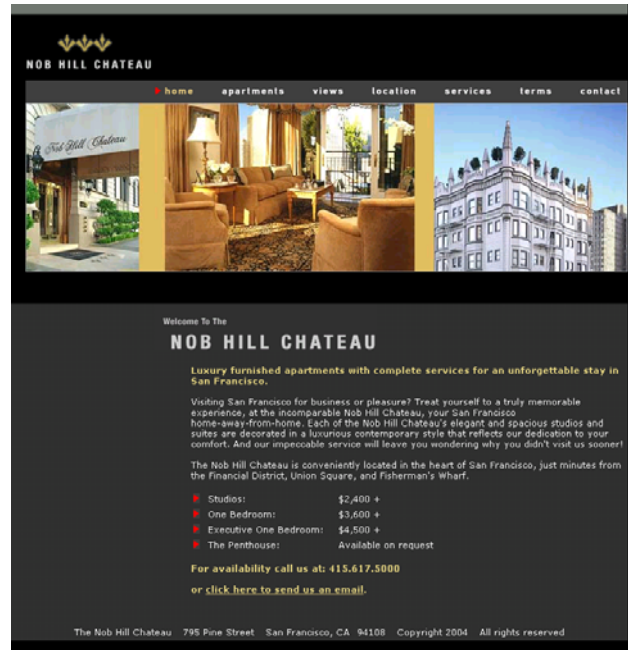 NOB HILL CHATEAU
home apartments views location services terms contact
Nob Hill Chateau
Welcome To The
NOB HILL CHATEAU
Luxury furnished apartments with complete services for an unforgettable stay in
San Francisco.
Visiting San Francisco for business or pleasure? Treat yourself to a truly memorable
experience, at the incomparable Nob Hill Chateau, your San Francisco
home-away-from-home. Each of the Nob Hill Chateau's elegant and spacious studios and
suites are decorated in a luxurious contemporary style that reflects our dedication to your
comfort. And our impeccable service will leave you wondering why you didn't visit us sooner!
The Nob Hill Chateau is conveniently located in the heart of San Francisco, just minutes from
the Financial District, Union Square, and Fisherman's Wharf.
Studios: $2,400 +
One Bedroom: $3,600 +
Executive One Bedroom: $4,500 +
The Penthouse: Available on request
For availability call us at: 415.617.5000
or click here to send us an email.
The Nob Hill Chateau 795 Pine Street San Francisco, CA 94108 Copyright 2004 All rights reserved